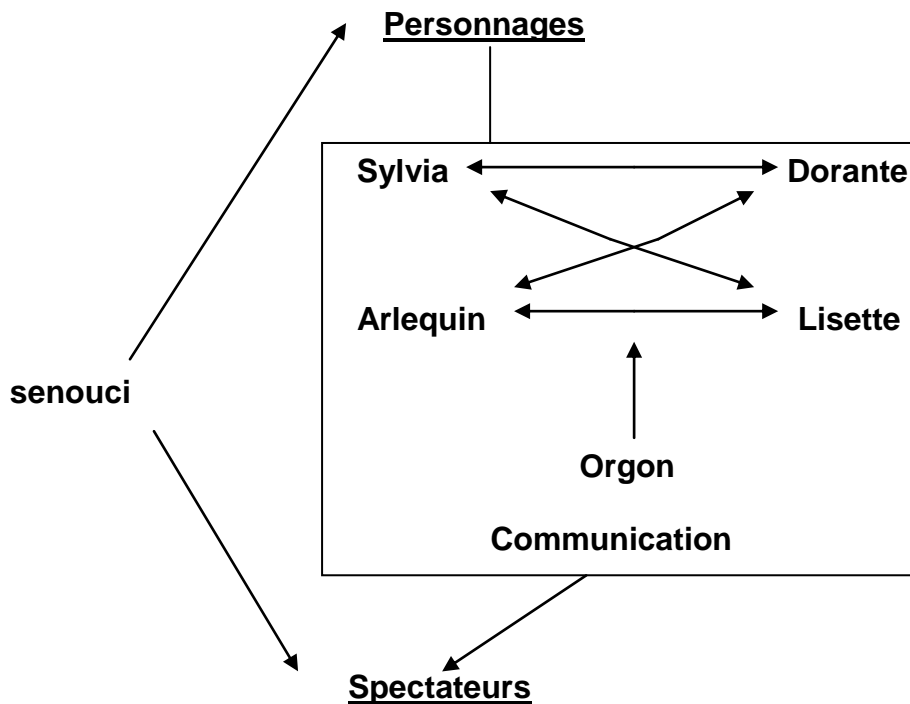 Personnages
Sylvia Dorante
Arlequin Lisette
senouci
Orgon
Communication
Spectateurs